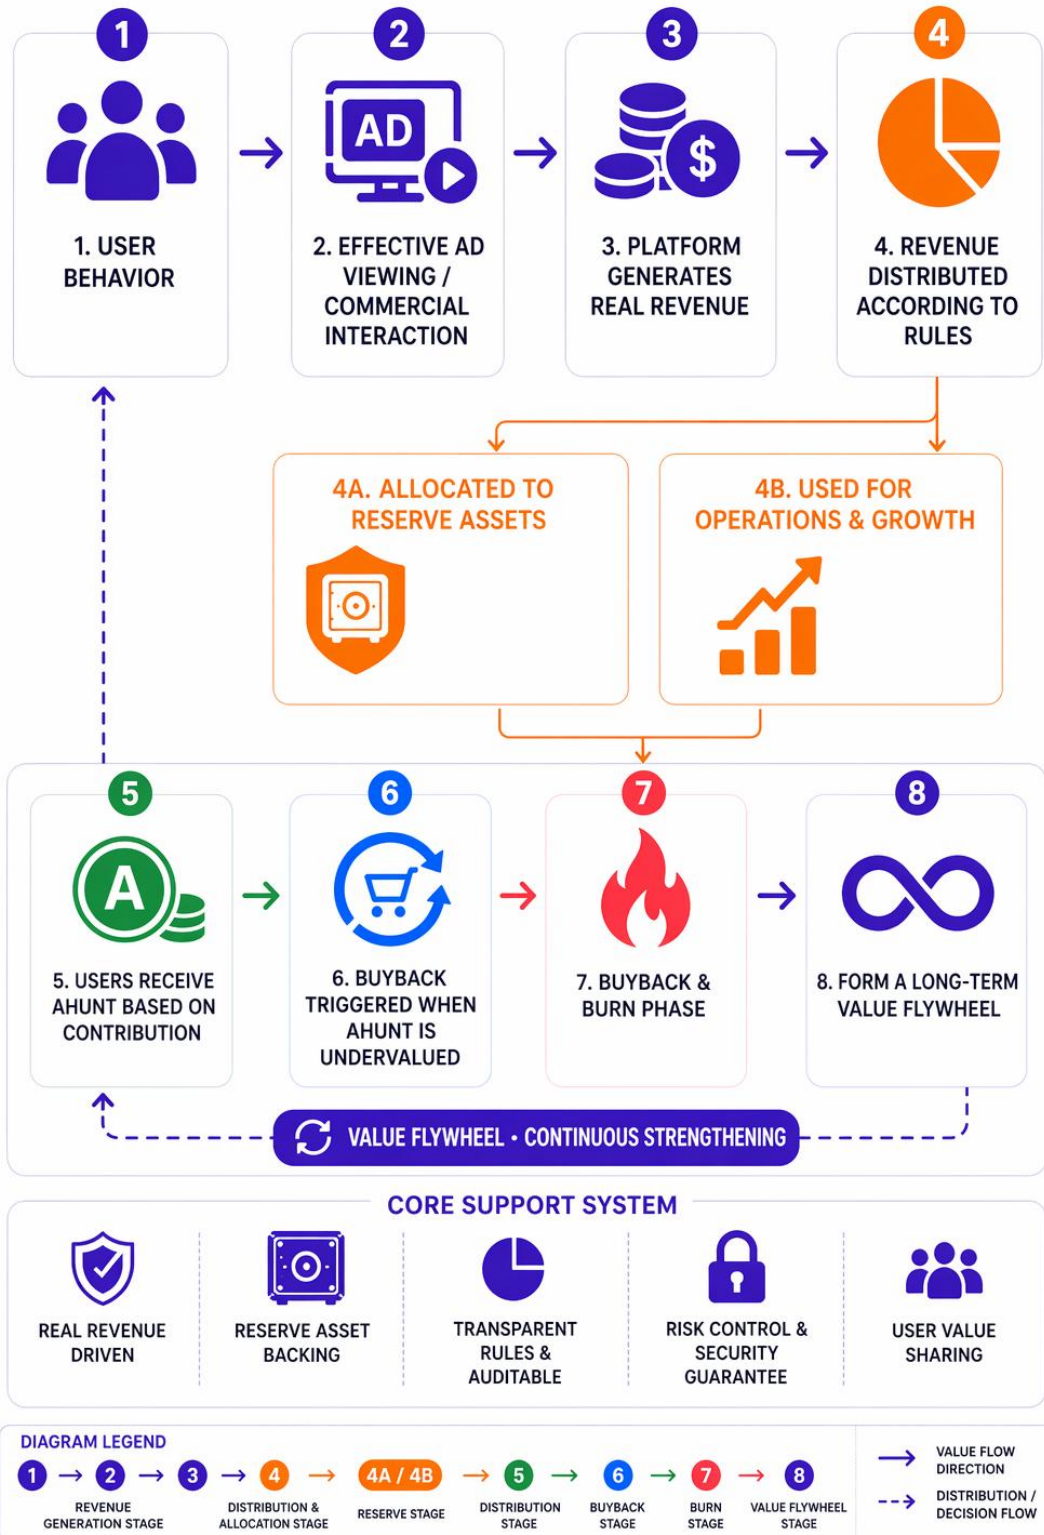 1
2
3
4
AD
$
1. USER
BEHAVIOR
2. EFFECTIVE AD
VIEWING /
COMMERCIAL
INTERACTION
3. PLATFORM
GENERATES
REAL REVENUE
4. REVENUE
DISTRIBUTED
ACCORDING TO
RULES
4A. ALLOCATED TO
RESERVE ASSETS
4B. USED FOR
OPERATIONS & GROWTH
5
6
7
8
A
5. USERS RECEIVE
AHUNT BASED ON
CONTRIBUTION
6. BUYBACK
TRIGGERED WHEN
AHUNT IS
UNDERVALUED
7. BUYBACK &
BURN PHASE
8. FORM A LONG-TERM
VALUE FLYWHEEL
VALUE FLYWHEEL • CONTINUOUS STRENGTHENING
CORE SUPPORT SYSTEM
REAL REVENUE
DRIVEN
RESERVE ASSET
BACKING
TRANSPARENT
RULES &
AUDITABLE
RISK CONTROL &
SECURITY
GUARANTEE
USER VALUE
SHARING
DIAGRAM LEGEND
1
2
3
4
4A / 4B
5
6
7
8
REVENUE
GENERATION STAGE
DISTRIBUTION &
ALLOCATION STAGE
RESERVE STAGE
DISTRIBUTION
STAGE
BUYBACK
STAGE
BURN
STAGE
VALUE FLYWHEEL
STAGE
VALUE FLOW
DIRECTION
DISTRIBUTION /
DECISION FLOW